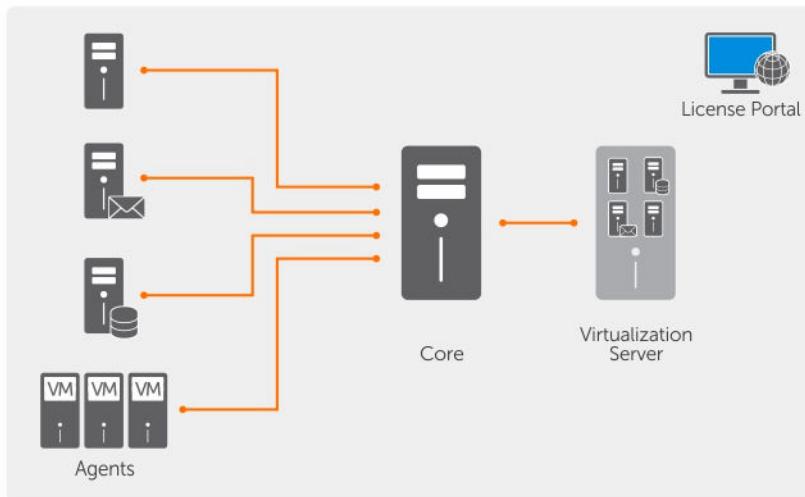 License Portal
VM VM VM
Core
Virtualization
Server
Agents